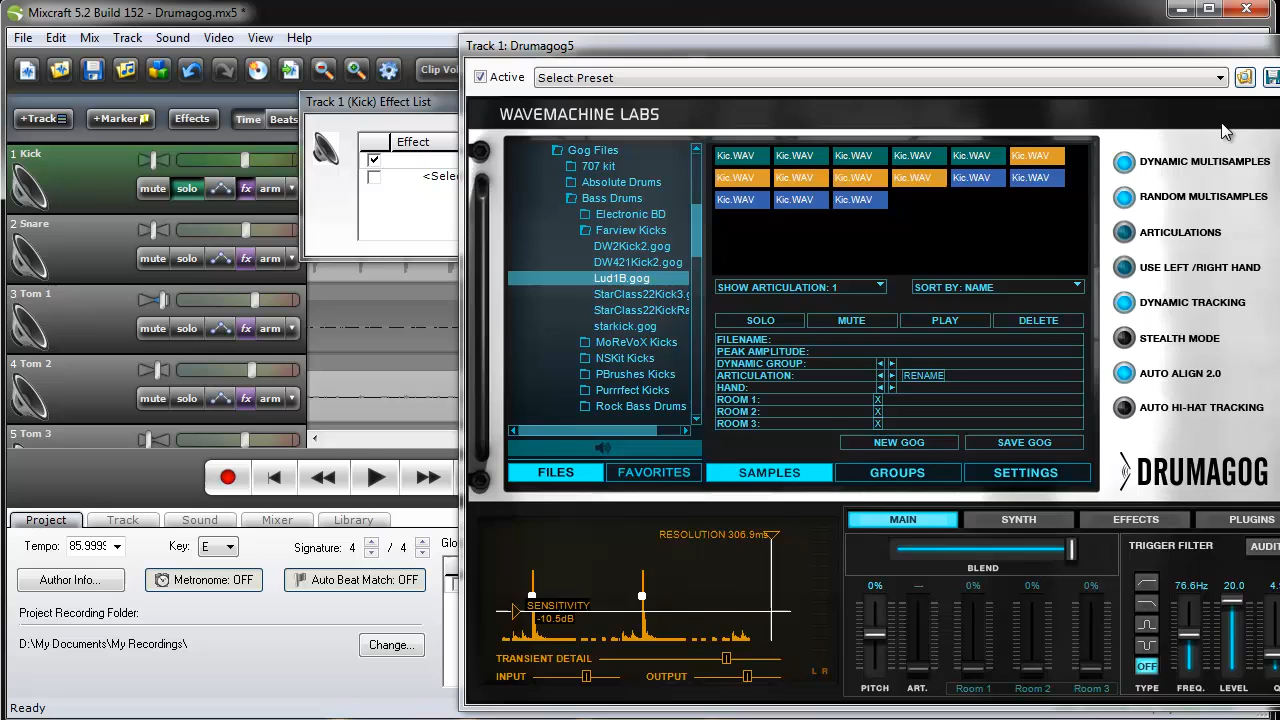 Mixcraft 5.2 Build 152 - Drumagog.mx5 *
File Edit Mix Track Sound Video View Help
Clip Vol
+Track
+Marker
Effects
Time
Beats
1 Kick
mute solo fx arm
2 Snare
mute solo fx arm
3 Tom 1
mute solo fx arm
4 Tom 2
mute solo fx arm
5 Tom 3
Track 1 (Kick) Effect List
Effect
<Sele
Project Track Sound Mixer Library
Tempo: 85.999 Key: E Signature: 4 / 4
Author Info...
Metronome: OFF
Auto Beat Match: OFF
Project Recording Folder:
D:\My Documents\Recordings\
Change
Ready
Track 1: Drumagog5
Active
Select Preset
WAVEMACHINE LABS
Gog Files
707 kit
Absolute Drums
Bass Drums
Electronic BD
Farview Kicks
DW2Kick2.gog
DW421Kick2.gog
Lud1B.gog
StarClass22Kick3.g
StarClass22KickRa
starkick.gog
MoReVoX Kicks
NSKit Kicks
PBrushes Kicks
Purrrfect Kicks
Rock Bass Drums
FILES FAVORITES
Kic.WAV Kic.WAV Kic.WAV Kic.WAV Kic.WAV Kic.WAV
Kic.WAV Kic.WAV Kic.WAV Kic.WAV Kic.WAV Kic.WAV
Kic.WAV Kic.WAV Kic.WAV
SHOW ARTICULATION: 1 SORT BY: NAME
SOLO MUTE PLAY DELETE
FILENAME:
PEAK AMPLITUDE:
DYNAMIC GROUP:
ARTICULATION: RENAME
HAND:
ROOM 1: X
ROOM 2: X
ROOM 3: X
NEW GOG SAVE GOG
SAMPLES GROUPS SETTINGS
DYNAMIC MULTISAMPLES
RANDOM MULTISAMPLES
ARTICULATIONS
USE LEFT /RIGHT HAND
DYNAMIC TRACKING
STEALTH MODE
AUTO ALIGN 2.0
AUTO HI-HAT TRACKING
DRUMAGOG
RESOLUTION 306.9ms
SENSITIVITY
-10.5dB
TRANSIENT DETAIL
INPUT OUTPUT
L R
MAIN SYNTH EFFECTS PLUGINS
BLEND
0% — 0% 0% 0%
PITCH ART. Room 1 Room 2 Room 3
TRIGGER FILTER
AUDIT
76.6Hz 20.0
OFF
TYPE FREQ. LEVEL